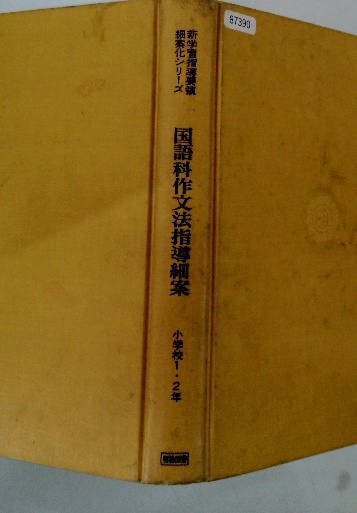 87390
新学習指導要領
細案化シリーズ
国語科作文法指導細案
小学校1・2年